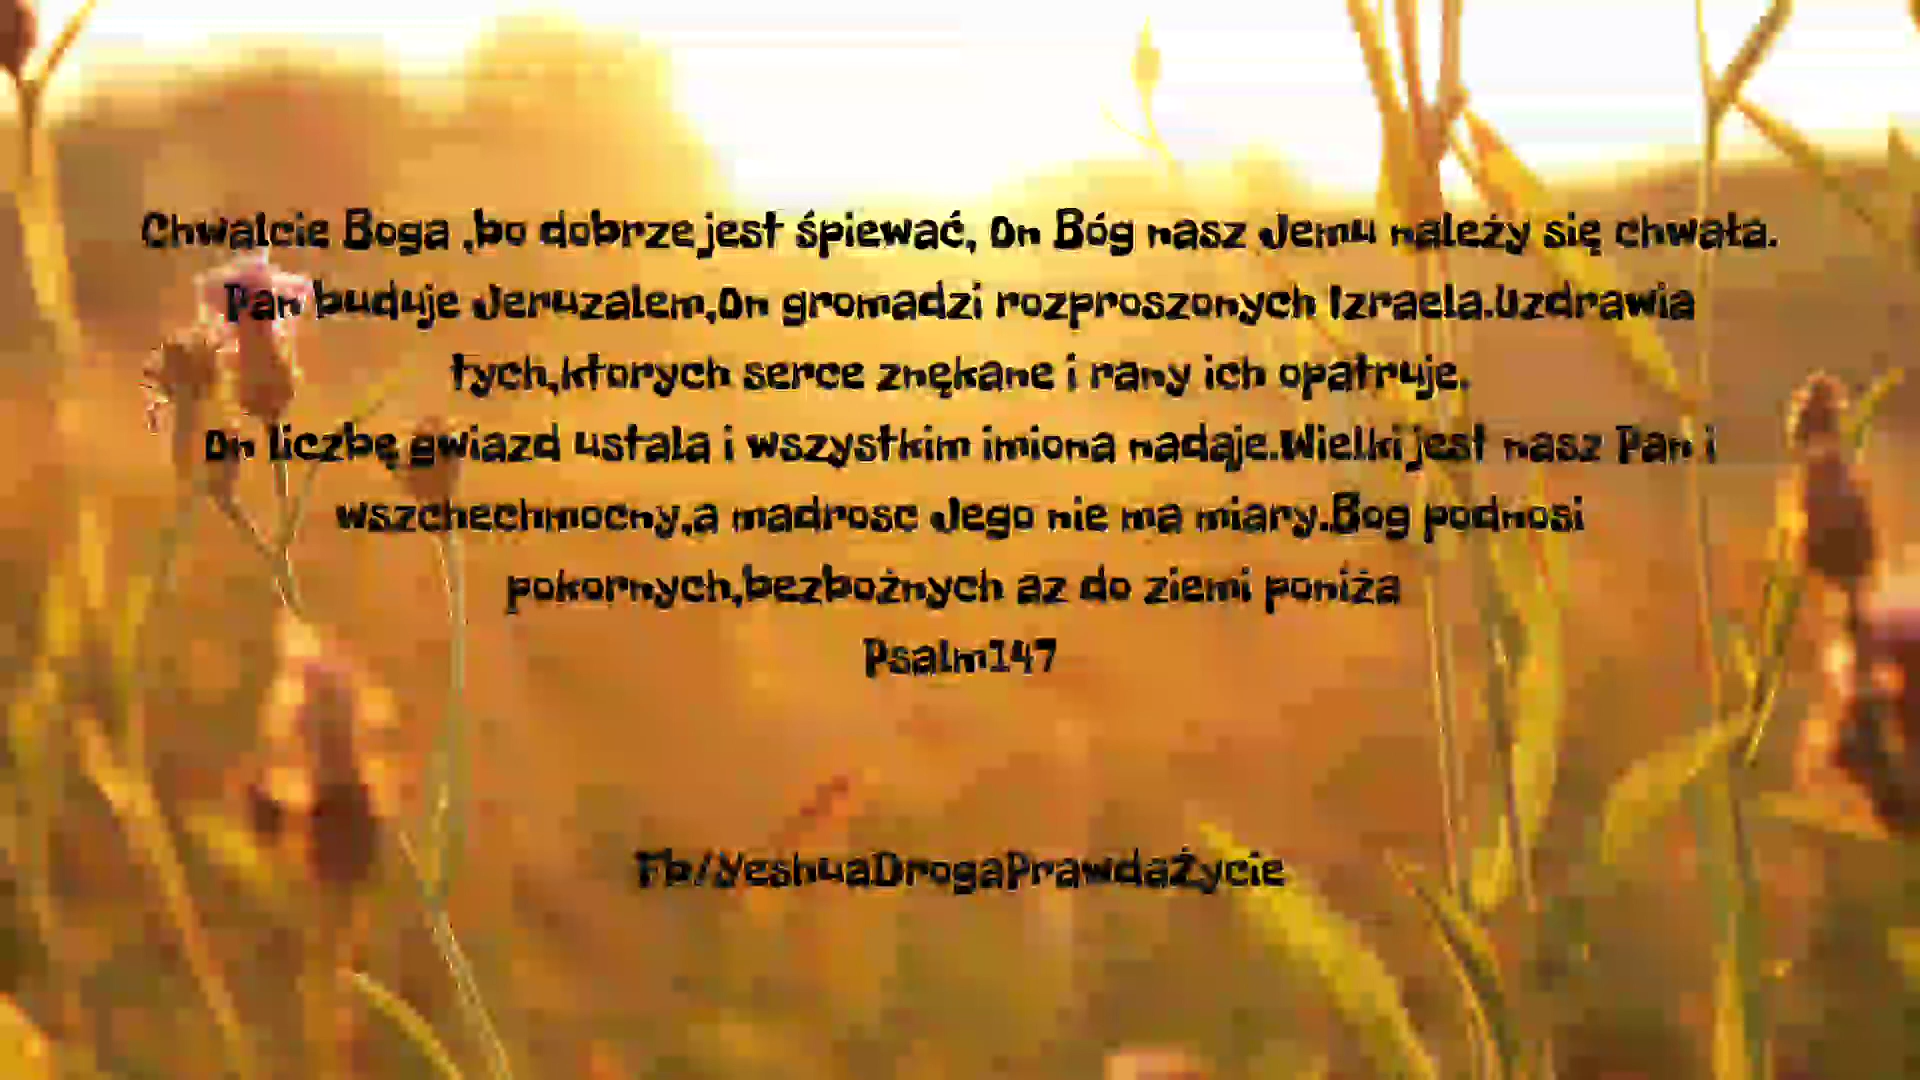 Chwalcie Boga ,bo dobrze jest śpiewać, On Bóg nasz Jemu należy się chwała.
Pan buduje Jeruzalem,On gromadzi rozproszonych Izraela.Uzdrawia
tych,ktorych serce znękane i rany ich opatruje.
On liczbę gwiazd ustala i wszystkim imiona nadaje.Wielki jest nasz Pan i
wszchechmocny,a madrosc Jego nie ma miary.Bog podnosi
pokornych,bezbożnych az do ziemi poniża
Psalm147
Fb/YeshuaDrogaPrawdaŻycie